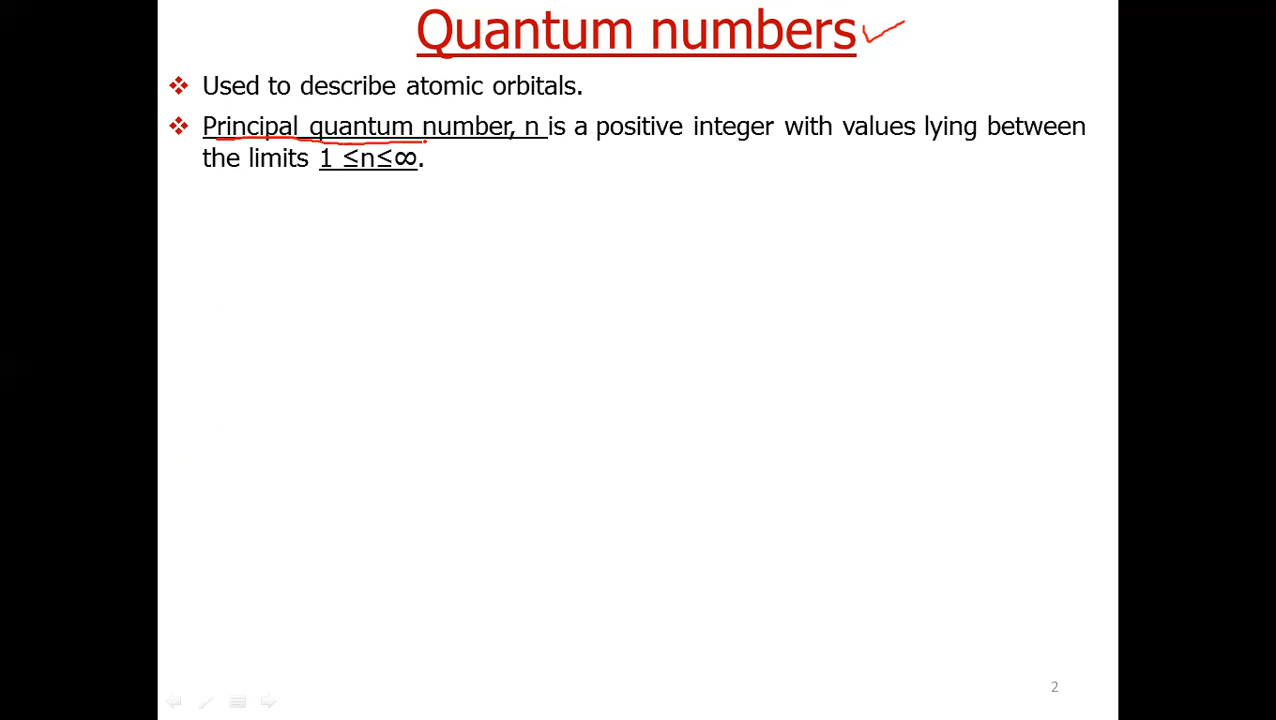 Quantum numbers
Used to describe atomic orbitals.
Principal quantum number, n is a positive integer with values lying between
the limits 1 ≤n≤∞.
2